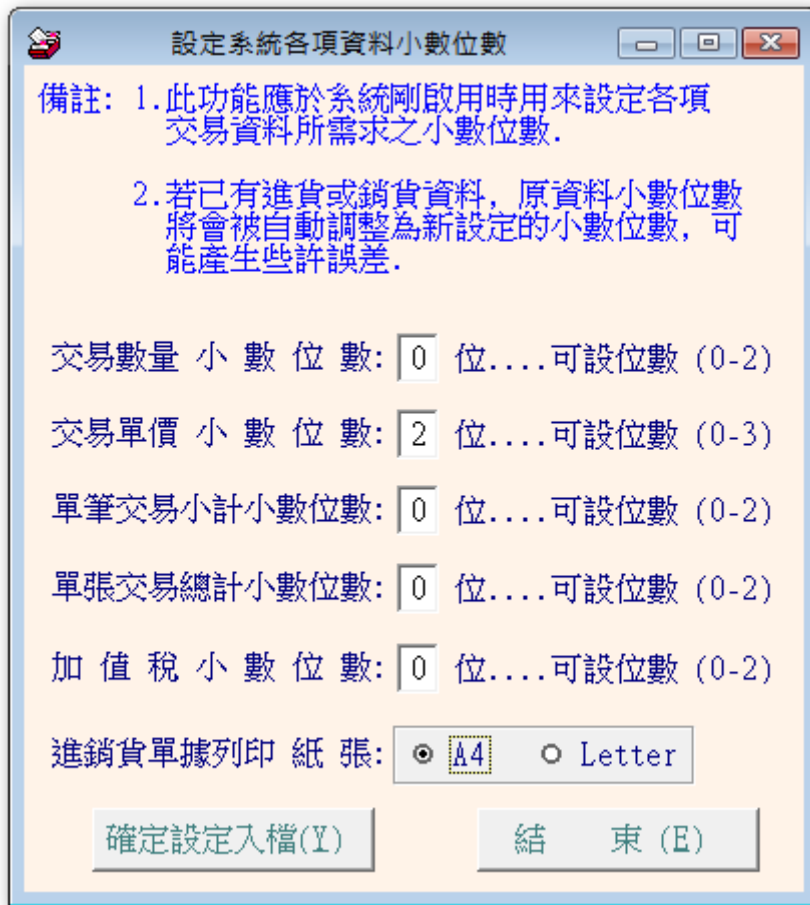 設定系統各項資料小數位數
備註: 1.此功能應於系統剛啟用時用來設定各項
交易資料所需求之小數位數.
2.若已有進貨或銷貨資料, 原資料小數位數
將會被自動調整為新設定的小數位數, 可
能產生些許誤差.
交易數量 小 數 位 數: 0 位....可設位數 (0-2)
交易單價 小 數 位 數: 2 位....可設位數 (0-3)
單筆交易小計小數位數: 0 位....可設位數 (0-2)
單張交易總計小數位數: 0 位....可設位數 (0-2)
加 值 稅 小 數 位 數: 0 位....可設位數 (0-2)
進銷貨單據列印 紙 張: A4 Letter
確定設定入檔(Y) 結 束 (E)